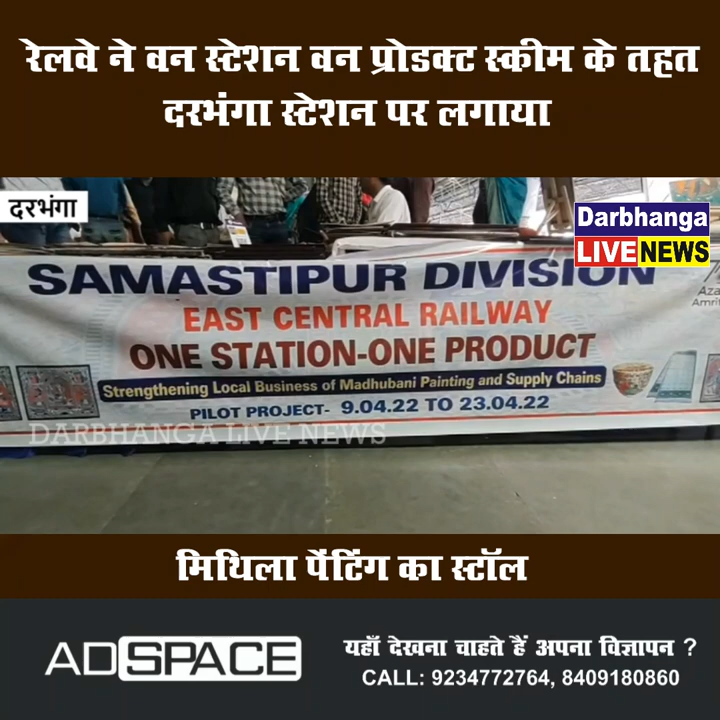 रेलवे ने वन स्टेशन वन प्रोडक्ट स्कीम के तहत
दरभंगा स्टेशन पर लगाया
दरभंगा
Darbhanga
LIVE NEWS
SAMASTIPUR DIVISION
EAST CENTRAL RAILWAY
ONE STATION-ONE PRODUCT
Strengthening Local Business of Madhubani Painting and Supply Chains
PILOT PROJECT- 9.04.22 TO 23.04.22
DARBHANGA LIVE NEWS
मिथिला पेंटिंग का स्टॉल
ADSPACE
यहाँ देखना चाहते हैं अपना विज्ञापन ?
CALL: 9234772764, 8409180860